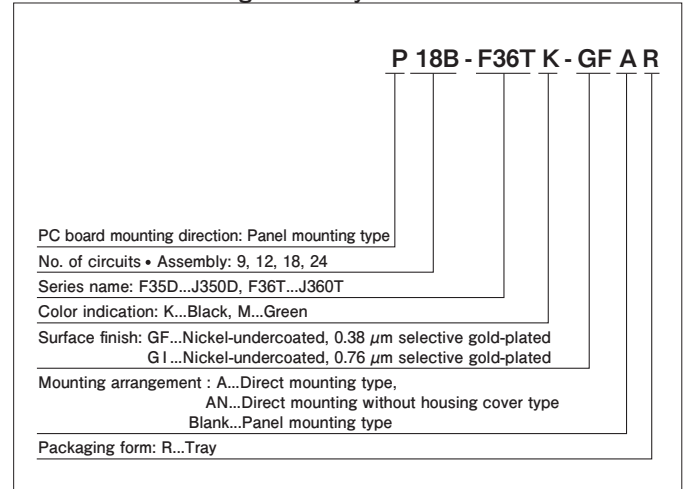 P 18B - F36T K - GF A R
PC board mounting direction: Panel mounting type
No. of circuits • Assembly: 9, 12, 18, 24
Series name: F35D...J350D, F36T...J360T
Color indication: K...Black, M...Green
Surface finish: GF...Nickel-undercoated, 0.38 μm selective gold-plated
G I ...Nickel-undercoated, 0.76 μm selective gold-plated
Mounting arrangement : A...Direct mounting type,
AN...Direct mounting without housing cover type
Blank...Panel mounting type
Packaging form: R...Tray